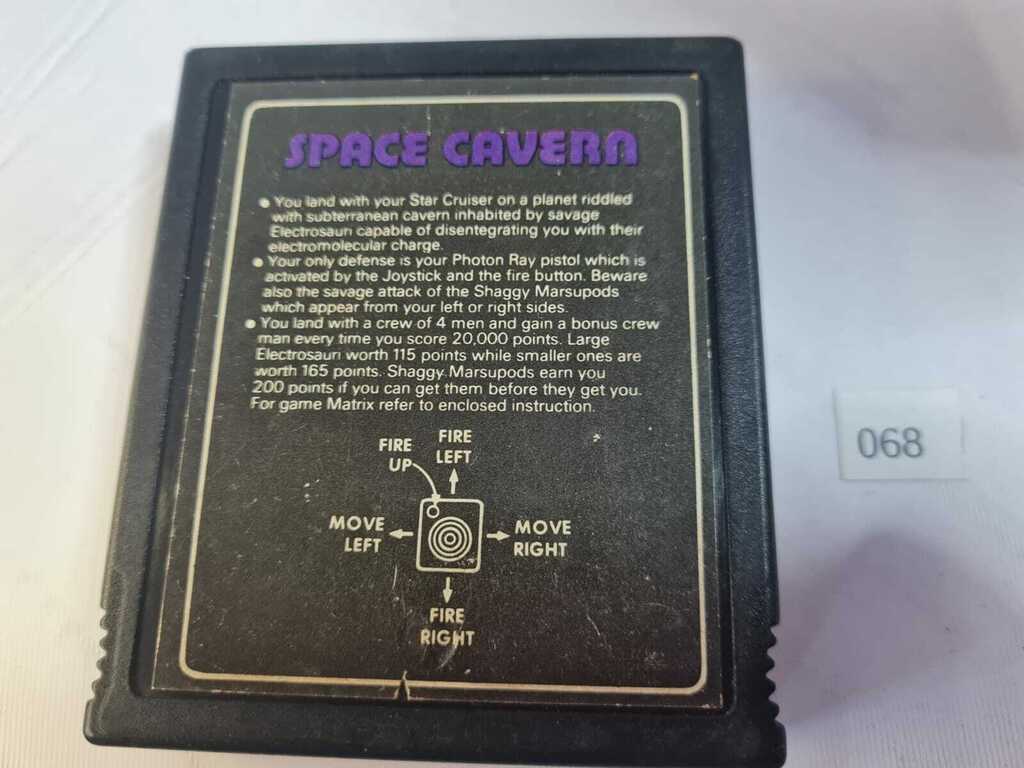 SPACE CAVERN
• You land with your Star Cruiser on a planet riddled
with subterranean cavern inhabited by savage
Electrosauri capable of disentegrating you with their
electromolecular charge.
• Your only defense is your Photon Ray pistol which is
activated by the Joystick and the fire button. Beware
also the savage attack of the Shaggy Marsupods
which appear from your left or right sides.
• You land with a crew of 4 men and gain a bonus crew
man every time you score 20,000 points. Large
Electrosauri worth 115 points while smaller ones are
worth 165 points. Shaggy Marsupods earn you
200 points if you can get them before they get you.
For game Matrix refer to enclosed instruction.
FIRE
UP
FIRE
LEFT
MOVE
LEFT
MOVE
RIGHT
FIRE
RIGHT
068